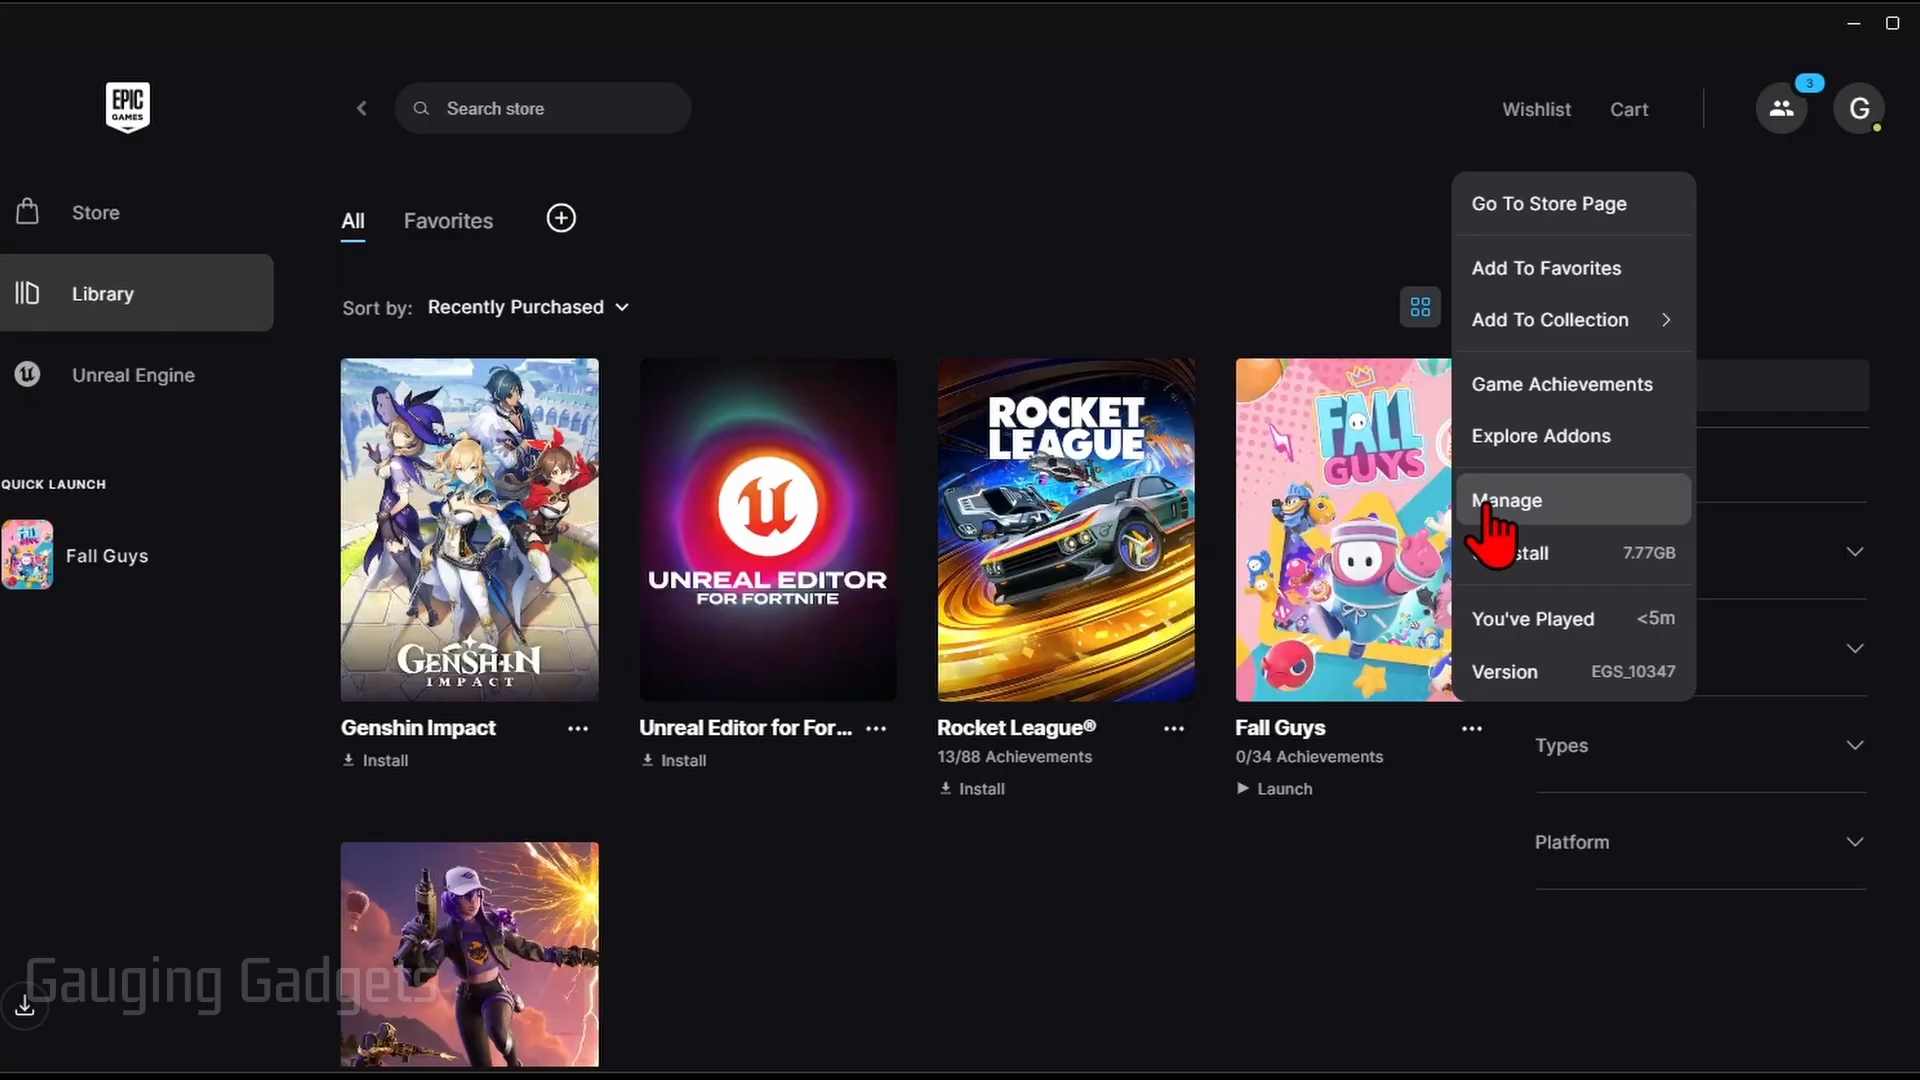 EPIC
GAMES
Search store
Wishlist
Cart
3
G
Store
Library
Unreal Engine
QUICK LAUNCH
Fall Guys
All
Favorites
Sort by: Recently Purchased
Go To Store Page
Add To Favorites
Add To Collection
Game Achievements
Explore Addons
Manage
7.77GB
You've Played <5m
Version EGS_10347
GENSHIN
IMPACT
UNREAL EDITOR
FOR FORTNITE
ROCKET
LEAGUE
FALL
GUYS
Genshin Impact
Install
Unreal Editor for For...
Install
Rocket League®
13/88 Achievements
Install
Fall Guys
0/34 Achievements
Launch
Types
Platform
Gauging Gadgets